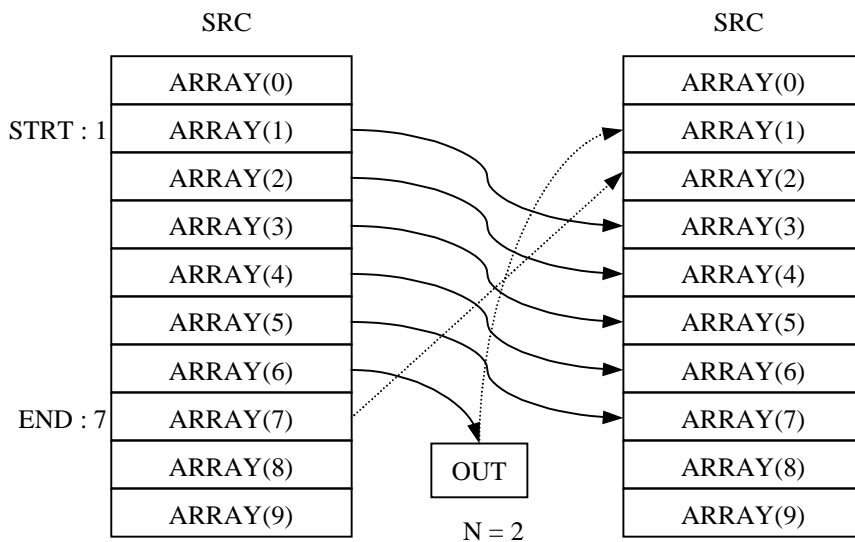 SRC SRC
ARRAY(0) ARRAY(0)
STRT : 1 ARRAY(1) ARRAY(1)
ARRAY(2) ARRAY(2)
ARRAY(3) ARRAY(3)
ARRAY(4) ARRAY(4)
ARRAY(5) ARRAY(5)
ARRAY(6) ARRAY(6)
END : 7 ARRAY(7) ARRAY(7)
ARRAY(8) OUT ARRAY(8)
ARRAY(9) ARRAY(9)
N = 2